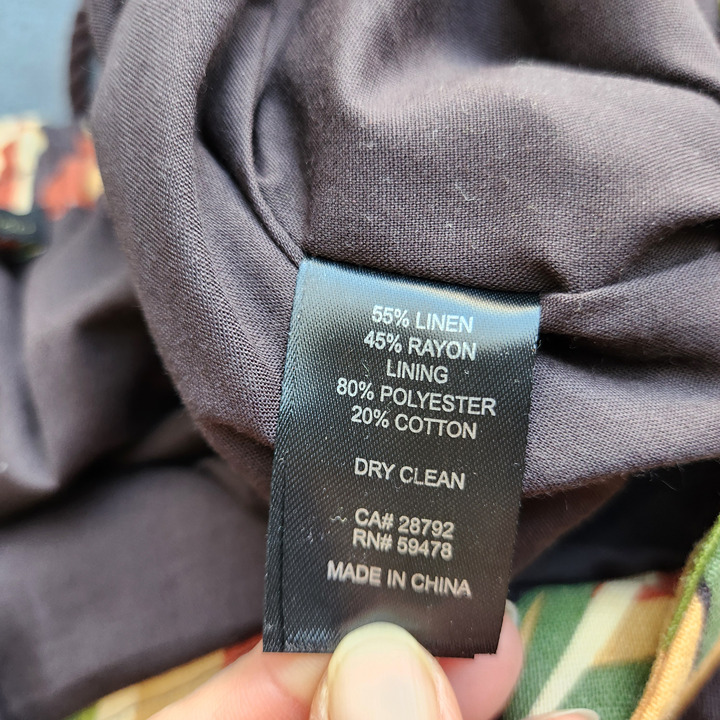 55% LINEN
45% RAYON
LINING
80% POLYESTER
20% COTTON
DRY CLEAN
CA# 28792
RN# 59478
MADE IN CHINA